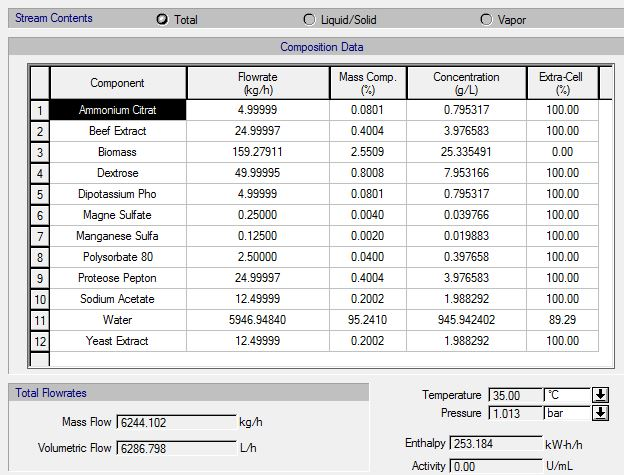 Stream Contents Total Liquid/Solid Vapor
Composition Data
Component Flowrate (kg/h) Mass Comp. (%) Concentration (g/L) Extra-Cell (%)
1 Ammonium Citrat 4.99999 0.0801 0.795317 100.00
2 Beef Extract 24.99997 0.4004 3.976583 100.00
3 Biomass 159.27911 2.5509 25.335491 0.00
4 Dextrose 49.99995 0.8008 7.953166 100.00
5 Dipotassium Pho 4.99999 0.0801 0.795317 100.00
6 Magne Sulfate 0.25000 0.0040 0.039766 100.00
7 Manganese Sulfa 0.12500 0.0020 0.019883 100.00
8 Polysorbate 80 2.50000 0.0400 0.397658 100.00
9 Proteose Pepton 24.99997 0.4004 3.976583 100.00
10 Sodium Acetate 12.49999 0.2002 1.988292 100.00
11 Water 5946.94840 95.2410 945.942402 89.29
12 Yeast Extract 12.49999 0.2002 1.988292 100.00
Total Flowrates
Mass Flow 6244.102 kg/h
Volumetric Flow 6286.798 L/h
Temperature 35.00 °C
Pressure 1.013 bar
Enthalpy 253.184 kW-h/h
Activity 0.00 U/mL